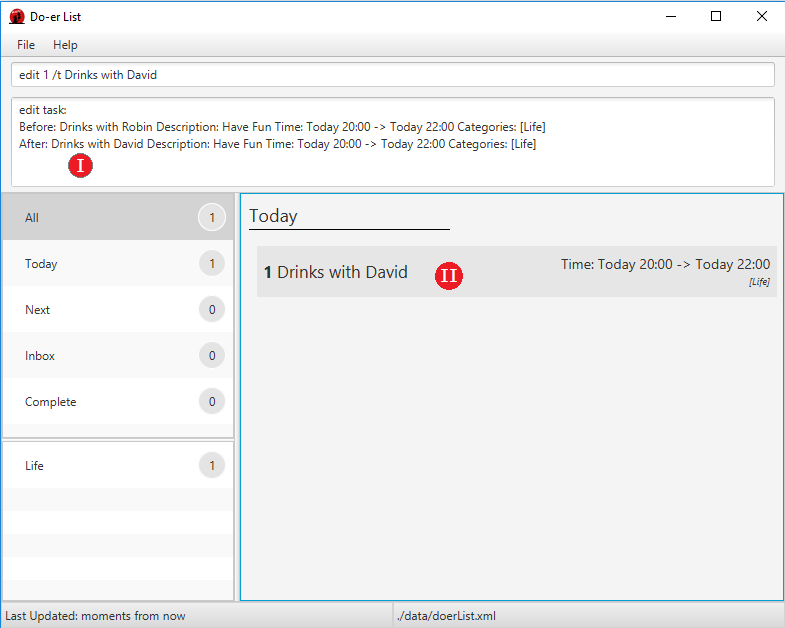 Do-er List
File Help
edit 1 /t Drinks with David
edit task:
Before: Drinks with Robin Description: Have Fun Time: Today 20:00 -> Today 22:00 Categories: [Life]
After: Drinks with David Description: Have Fun Time: Today 20:00 -> Today 22:00 Categories: [Life]
I
All 1
Today 1
Next 0
Inbox 0
Complete 0
Life 1
Today
1 Drinks with David
II
Time: Today 20:00 -> Today 22:00
[Life]
Last Updated: moments from now
./data/doerList.xml